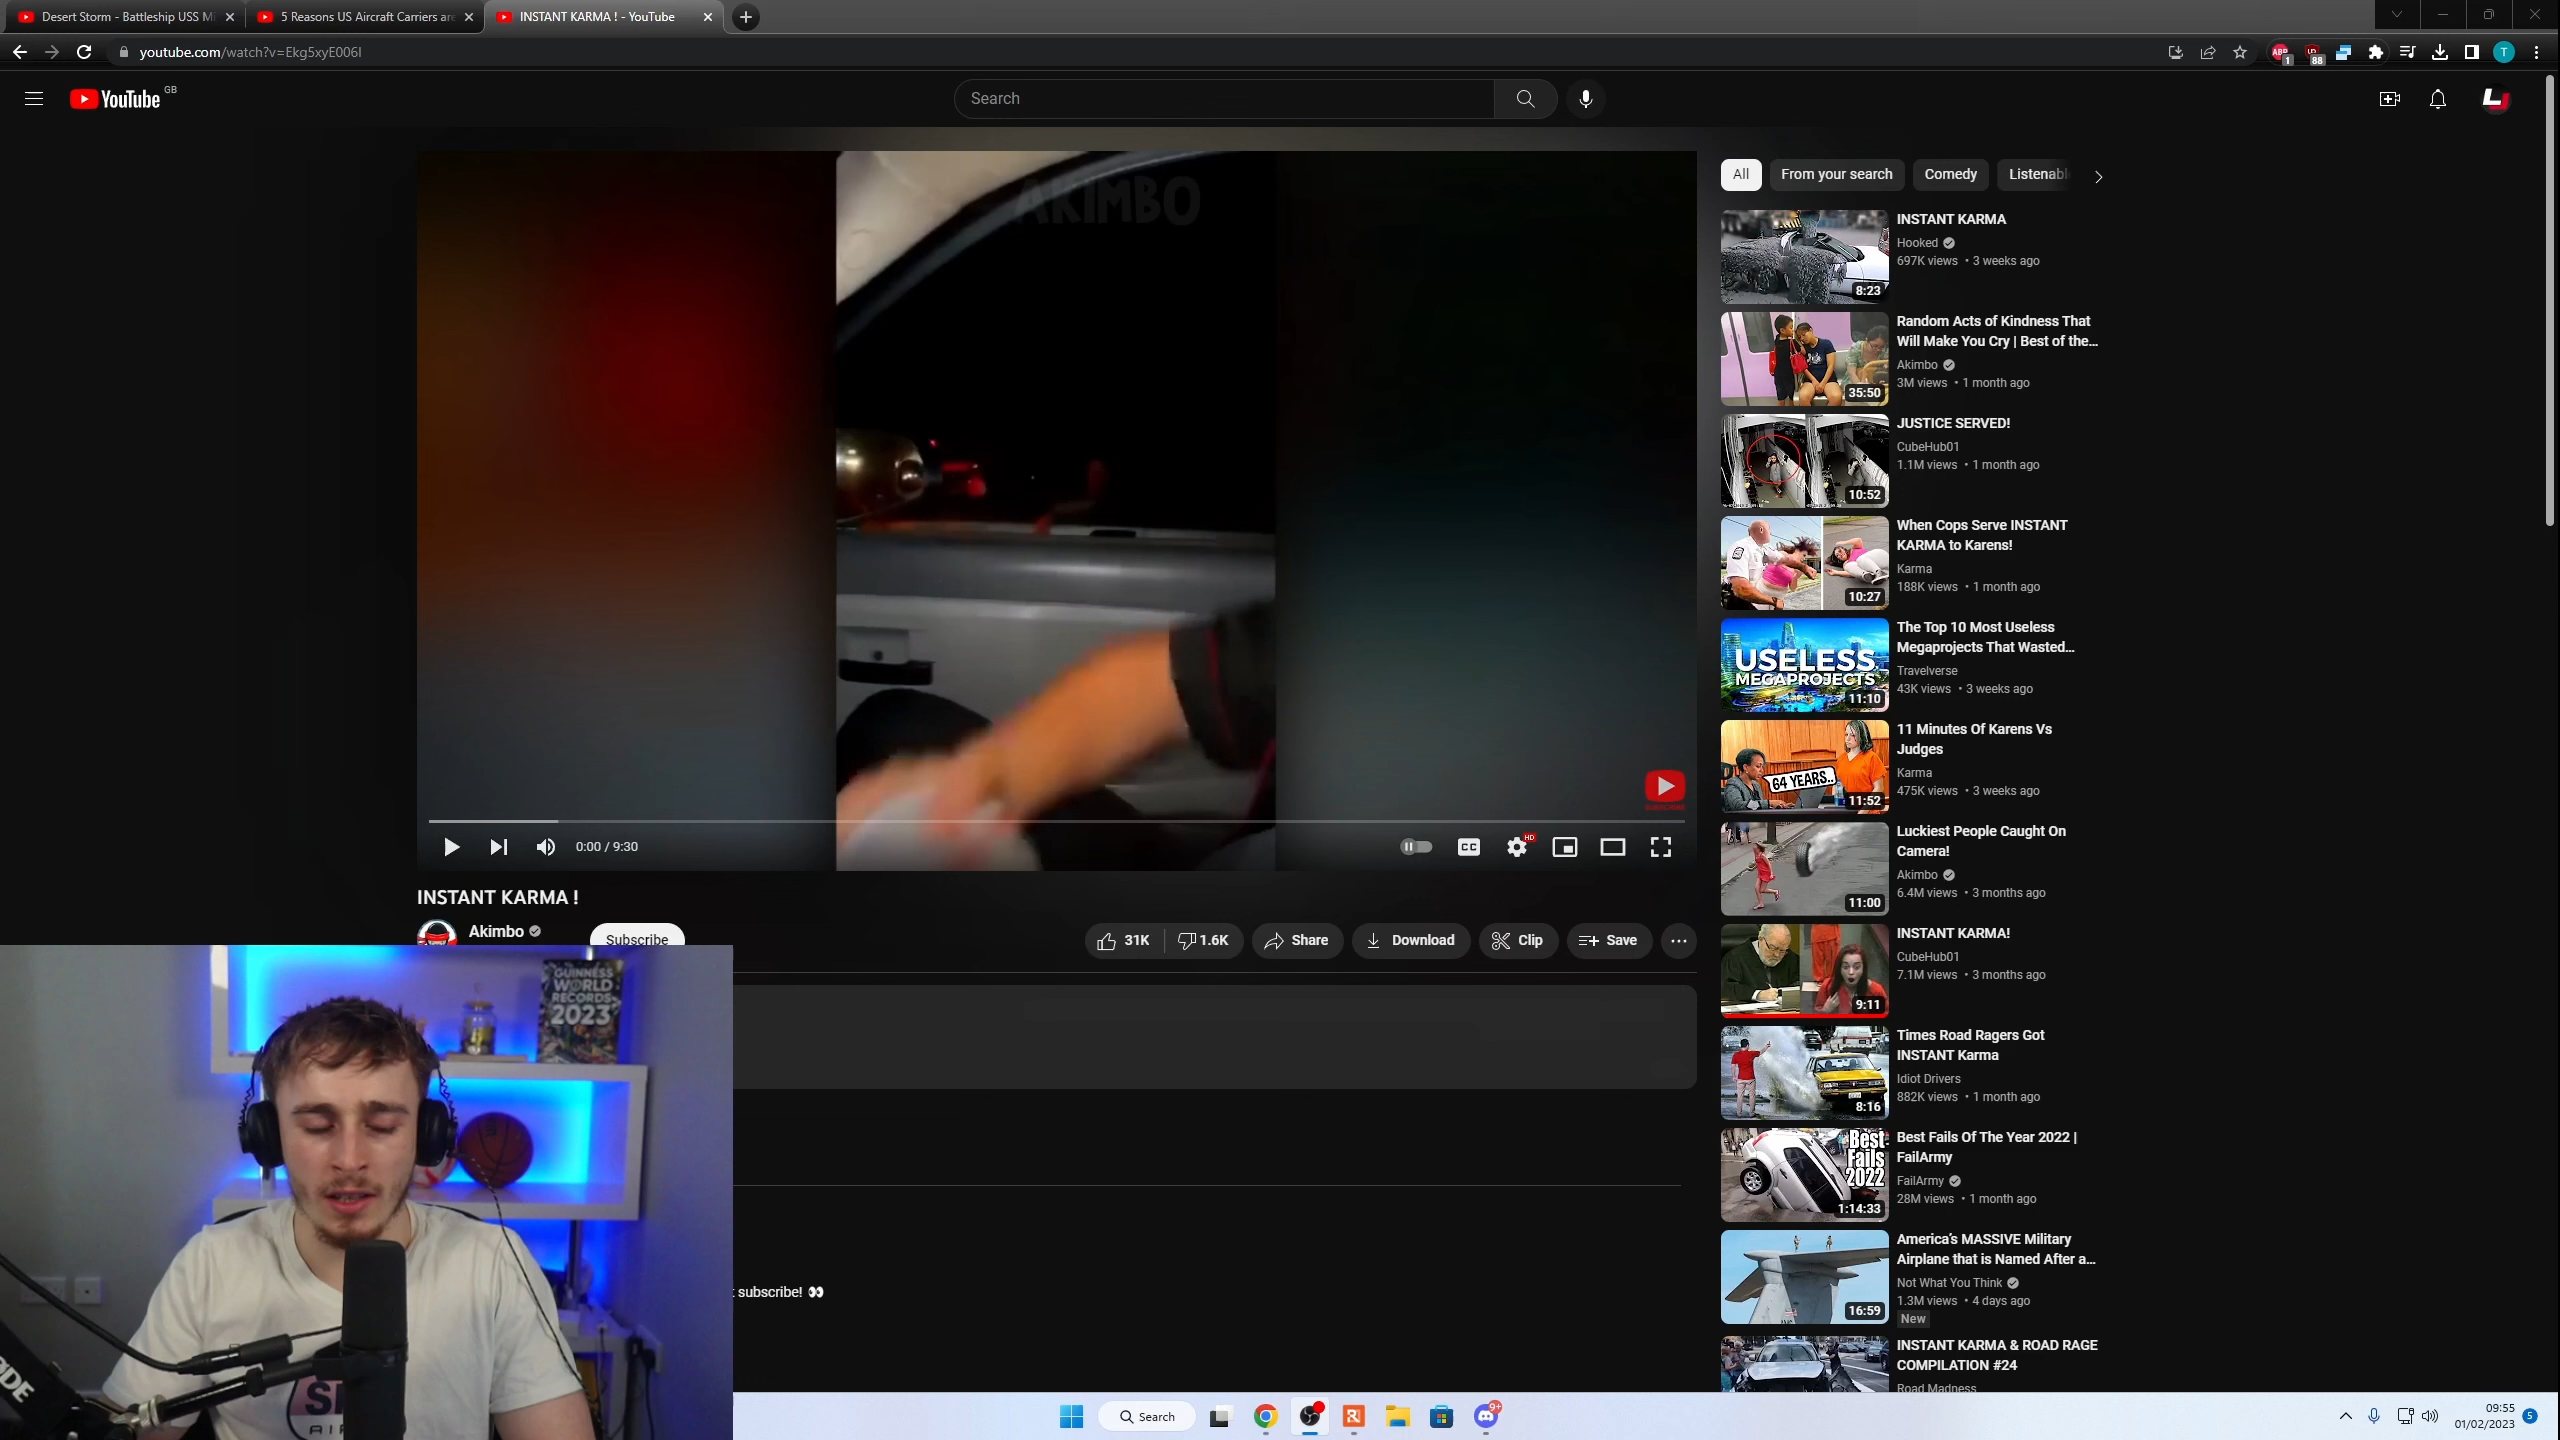 Desert Storm - Battleship USS Mi
5 Reasons US Aircraft Carriers are
INSTANT KARMA ! - YouTube
youtube.com/watch?v=Ekg5xyE006I
1
88
T
YouTube GB
Search
AKIMBO
0:00 / 9:30
CC
HD
INSTANT KARMA !
Akimbo
Subscribe
31K
1.6K
Share
Download
Clip
Save
GUINNESS
WORLD
RECORDS
2023
subscribe! 👀
All
From your search
Comedy
Listenabl
INSTANT KARMA
Hooked
697K views • 3 weeks ago
8:23
Random Acts of Kindness That
Will Make You Cry | Best of the...
Akimbo
3M views • 1 month ago
35:50
JUSTICE SERVED!
CubeHub01
1.1M views • 1 month ago
10:52
When Cops Serve INSTANT
KARMA to Karens!
Karma
188K views • 1 month ago
10:27
USELESS
MEGAPROJECTS
The Top 10 Most Useless
Megaprojects That Wasted...
Travelverse
43K views • 3 weeks ago
11:10
11 Minutes Of Karens Vs
Judges
Karma
475K views • 3 weeks ago
64 YEARS..
11:52
Luckiest People Caught On
Camera!
Akimbo
6.4M views • 3 months ago
11:00
INSTANT KARMA!
CubeHub01
7.1M views • 3 months ago
9:11
Times Road Ragers Got
INSTANT Karma
Idiot Drivers
882K views • 1 month ago
8:16
Best
Fails
2022
Best Fails Of The Year 2022 |
FailArmy
FailArmy
28M views • 1 month ago
1:14:33
America's MASSIVE Military
Airplane that is Named After a...
Not What You Think
1.3M views • 4 days ago
New
16:59
INSTANT KARMA & ROAD RAGE
COMPILATION #24
Road Madness
Search
9+
09:55
01/02/2023
5